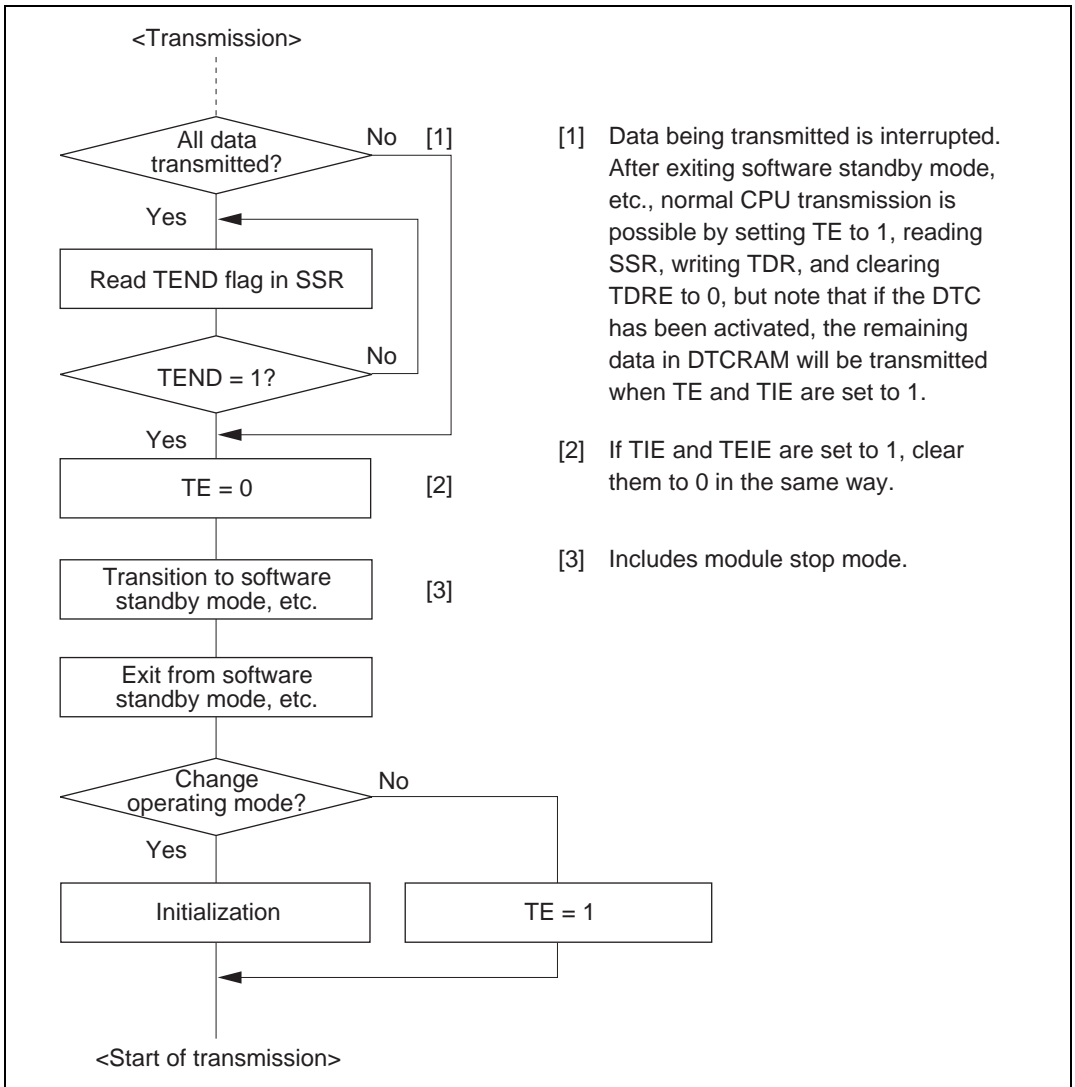 <Transmission>
All data
transmitted?
No
[1]
Yes
Read TEND flag in SSR
TEND = 1?
No
Yes
TE = 0
[2]
Transition to software
standby mode, etc.
[3]
Exit from software
standby mode, etc.
Change
operating mode?
No
Yes
Initialization
TE = 1
<Start of transmission>
[1] Data being transmitted is interrupted.
After exiting software standby mode,
etc., normal CPU transmission is
possible by setting TE to 1, reading
SSR, writing TDR, and clearing
TDRE to 0, but note that if the DTC
has been activated, the remaining
data in DTCRAM will be transmitted
when TE and TIE are set to 1.
[2] If TIE and TEIE are set to 1, clear
them to 0 in the same way.
[3] Includes module stop mode.